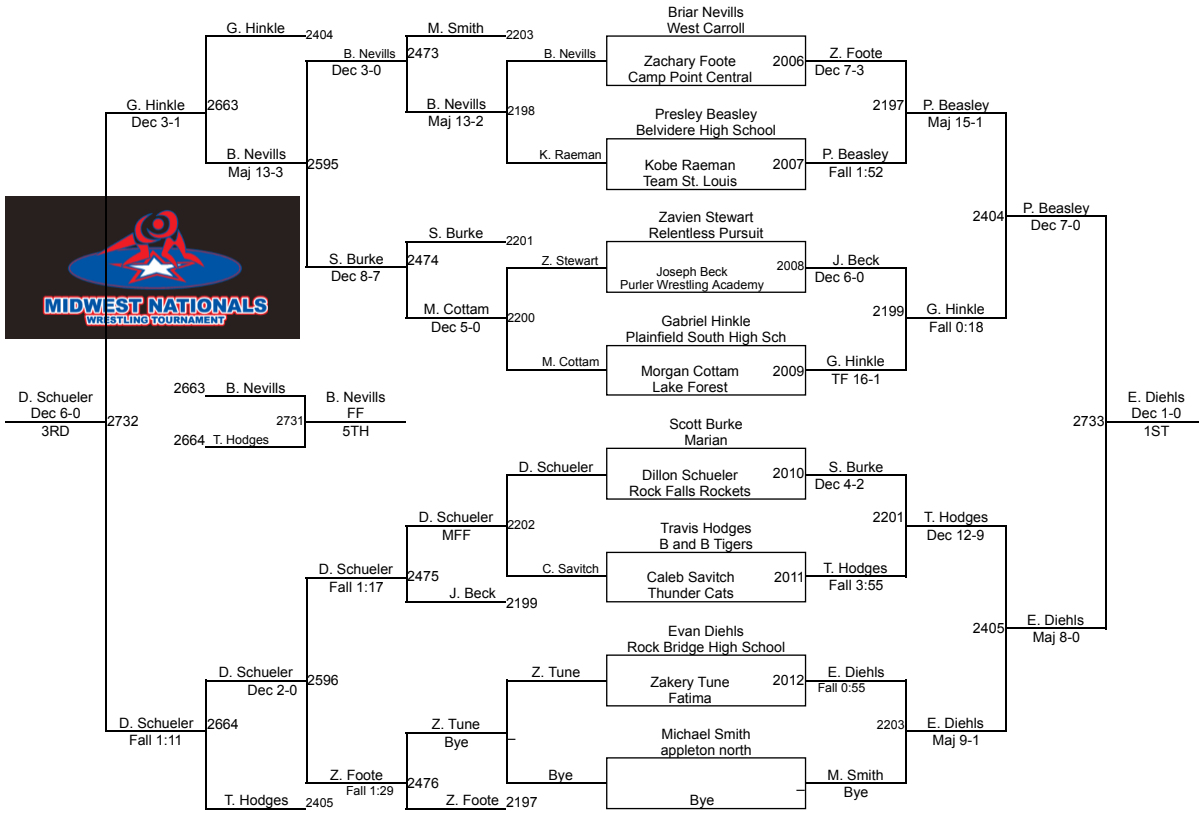 Briar Nevills
West Carroll
G. Hinkle
2404
M. Smith
2203
B. Nevills
2473
Dec 3-0
B. Nevills
Zachary Foote
Camp Point Central
2006
Z. Foote
Dec 7-3
G. Hinkle
2663
Dec 3-1
B. Nevills
2198
Maj 13-2
2197
P. Beasley
Maj 15-1
Presley Beasley
Belvidere High School
B. Nevills
2595
Maj 13-3
K. Raeman
Kobe Raeman
Team St. Louis
2007
P. Beasley
Fall 1:52
2404
P. Beasley
Dec 7-0
Zavien Stewart
Relentless Pursuit
S. Burke
2201
S. Burke
2474
Dec 8-7
Z. Stewart
Joseph Beck
Purler Wrestling Academy
2008
J. Beck
Dec 6-0
MIDWEST NATIONALS
WRESTLING TOURNAMENT
M. Cottam
2200
Dec 5-0
2199
G. Hinkle
Fall 0:18
Gabriel Hinkle
Plainfield South High Sch
M. Cottam
Morgan Cottam
Lake Forest
2009
G. Hinkle
TF 16-1
D. Schueler
Dec 6-0
3RD
2732
2663
B. Nevills
2731
2664
T. Hodges
B. Nevills
FF
5TH
2733
E. Diehls
Dec 1-0
1ST
Scott Burke
Marian
D. Schueler
Dillon Schueler
Rock Falls Rockets
2010
S. Burke
Dec 4-2
D. Schueler
2202
MFF
2201
T. Hodges
Dec 12-9
Travis Hodges
B and B Tigers
D. Schueler
2475
Fall 1:17
C. Savitch
Caleb Savitch
Thunder Cats
2011
T. Hodges
Fall 3:55
J. Beck
2199
2405
E. Diehls
Maj 8-0
Evan Diehls
Rock Bridge High School
D. Schueler
2596
Dec 2-0
Z. Tune
Zakery Tune
Fatima
2012
E. Diehls
Fall 0:55
D. Schueler
2664
Fall 1:11
Z. Tune
Bye
2203
E. Diehls
Maj 9-1
Michael Smith
appleton north
Z. Foote
2476
Fall 1:29
Bye
Bye
M. Smith
Bye
T. Hodges
2405
Z. Foote
2197